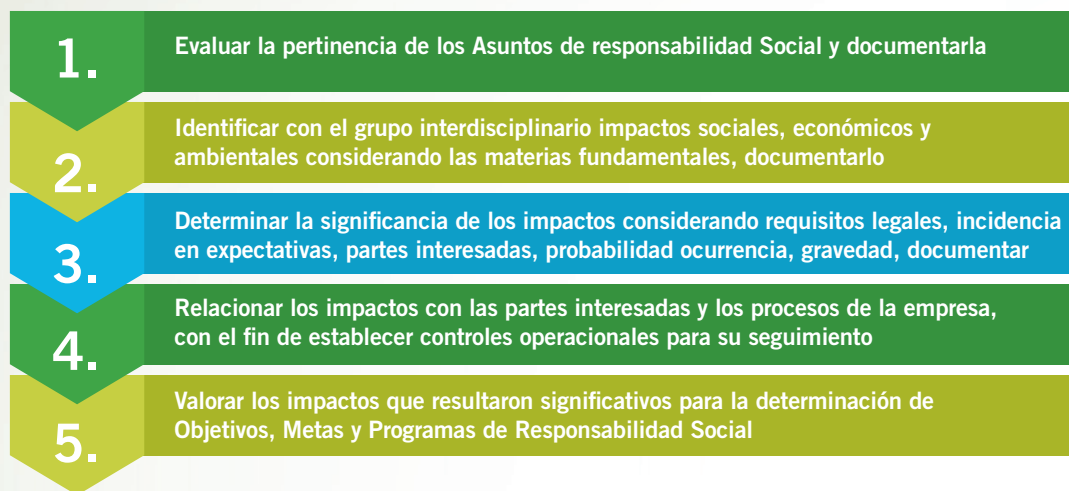 1.
Evaluar la pertinencia de los Asuntos de responsabilidad Social y documentarla
2.
Identificar con el grupo interdisciplinario impactos sociales, económicos y
ambientales considerando las materias fundamentales, documentarlo
3.
Determinar la significancia de los impactos considerando requisitos legales, incidencia
en expectativas, partes interesadas, probabilidad ocurrencia, gravedad, documentar
4.
Relacionar los impactos con las partes interesadas y los procesos de la empresa,
con el fin de establecer controles operacionales para su seguimiento
5.
Valorar los impactos que resultaron significativos para la determinación de
Objetivos, Metas y Programas de Responsabilidad Social